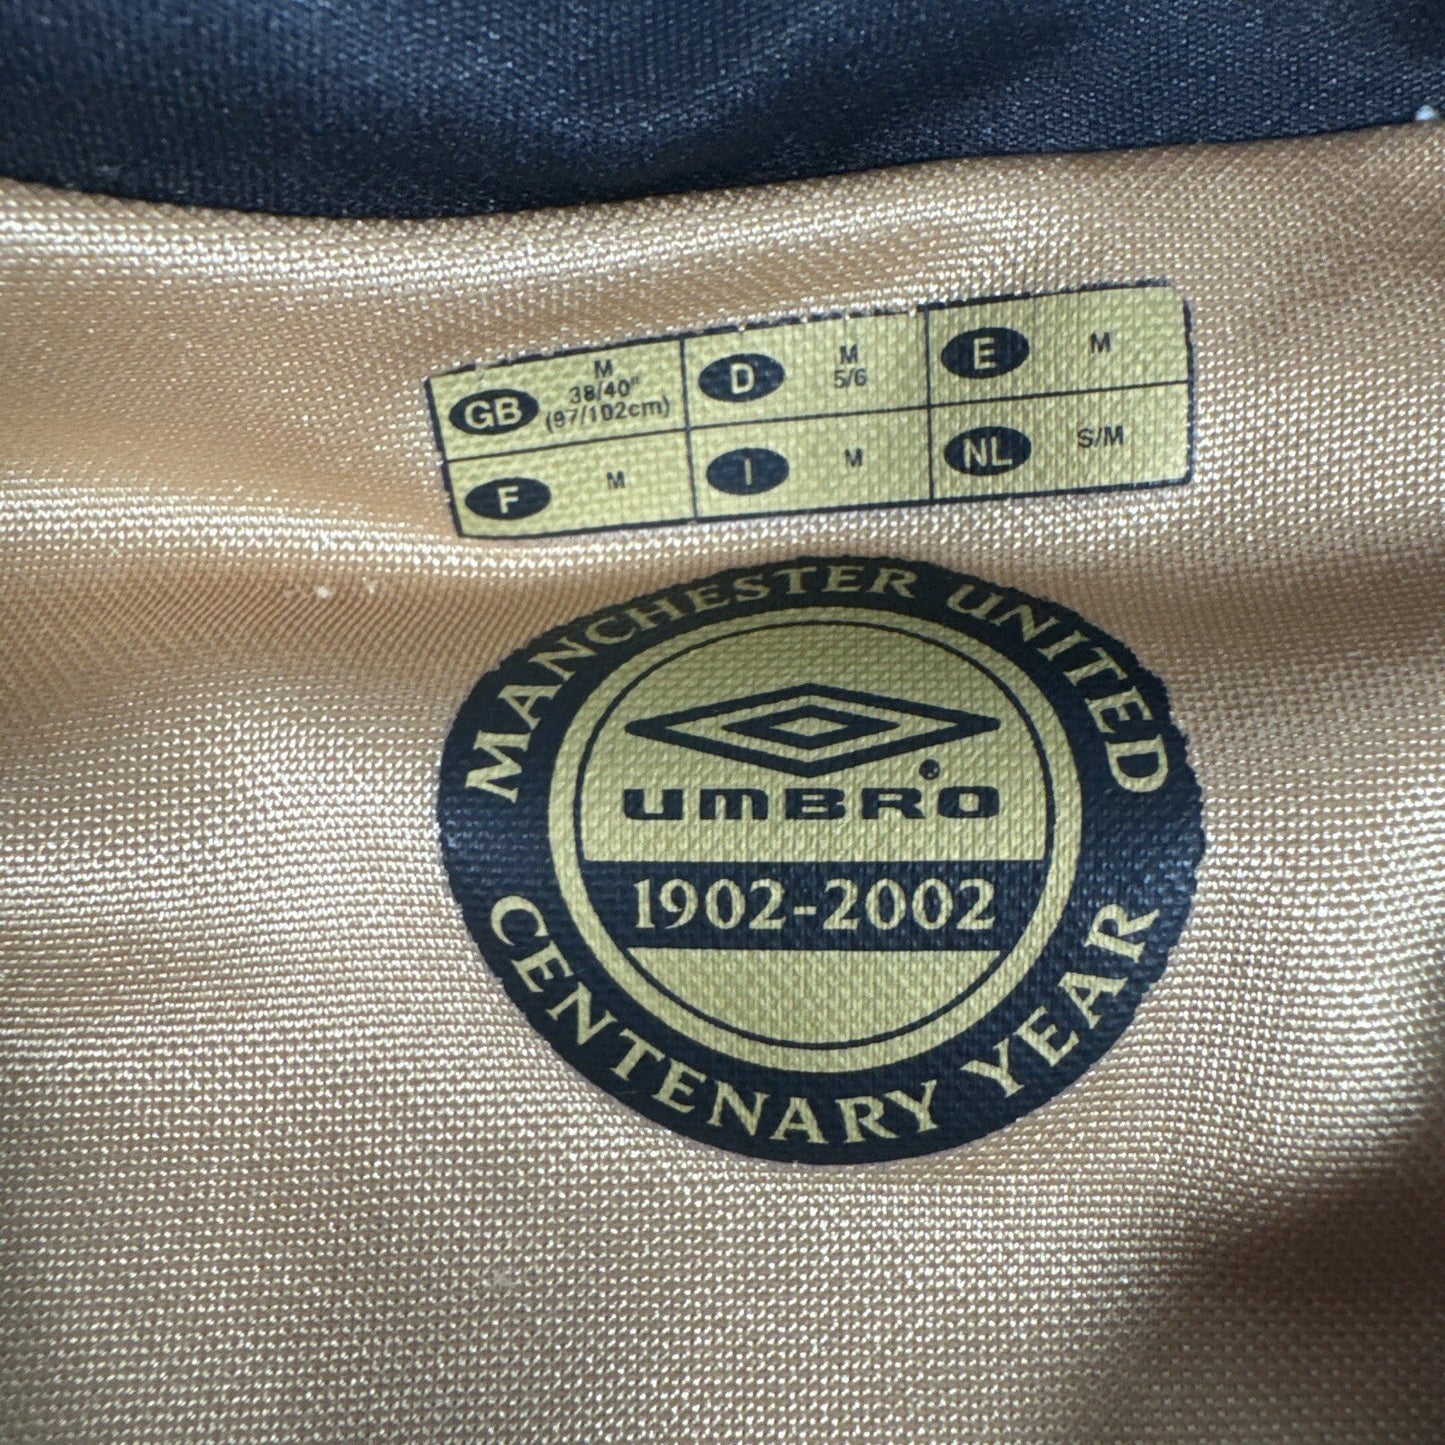 GB M
38/40"
(97/102cm)
D M
5/6
E M
F M
I M
NL S/M
MANCHESTER UNITED
UMBRO®
1902-2002
CENTENARY YEAR